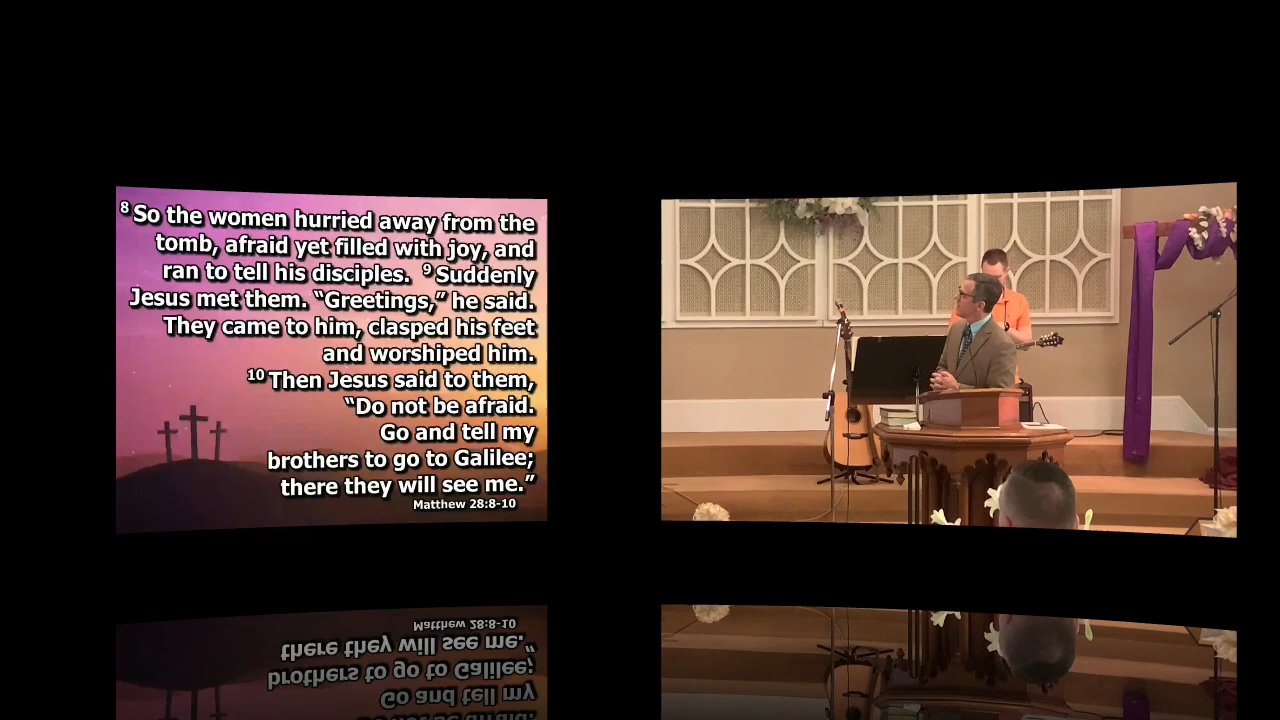 8 So the women hurried away from the
tomb, afraid yet filled with joy, and
ran to tell his disciples. 9 Suddenly
Jesus met them. “Greetings,” he said.
They came to him, clasped his feet
and worshiped him.
10 Then Jesus said to them,
“Do not be afraid.
Go and tell my
brothers to go to Galilee;
there they will see me.”
Matthew 28:8-10